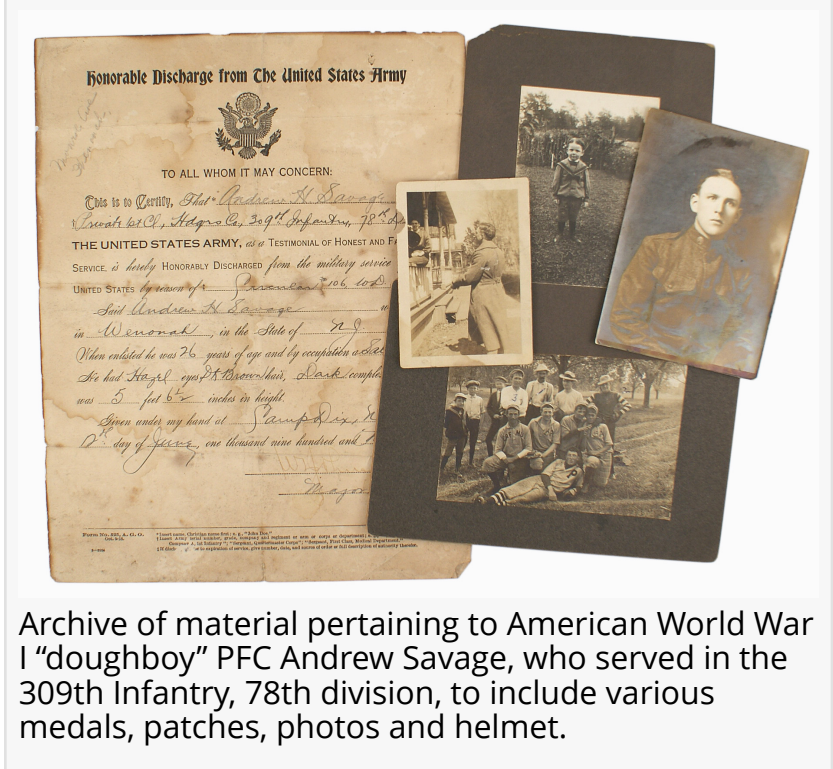 Honorable Discharge from The United States Army
TO ALL WHOM IT MAY CONCERN:
This is to Certify, That Andrew H. Savage
Private 1st Cl, Hdqrs Co, 309th Infantry, 78th
THE UNITED STATES ARMY, as a TESTIMONIAL OF HONEST AND
SERVICE, is hereby HONORABLY DISCHARGED from the military service
UNITED STATES by reason of Circular 106,
Said Andrew H Savage
in Wenonah, in the State of N J
When enlisted he was 26 years of age and by occupation a
He had Hazel eyes, Dk Brown hair, Dark
was 5 feet 6½ inches in height.
Given under my hand at Camp Dix,
day of June, one thousand nine hundred and
Major
Form No. 525, A. G. O.
Archive of material pertaining to American World War
I “doughboy” PFC Andrew Savage, who served in the
309th Infantry, 78th division, to include various
medals, patches, photos and helmet.